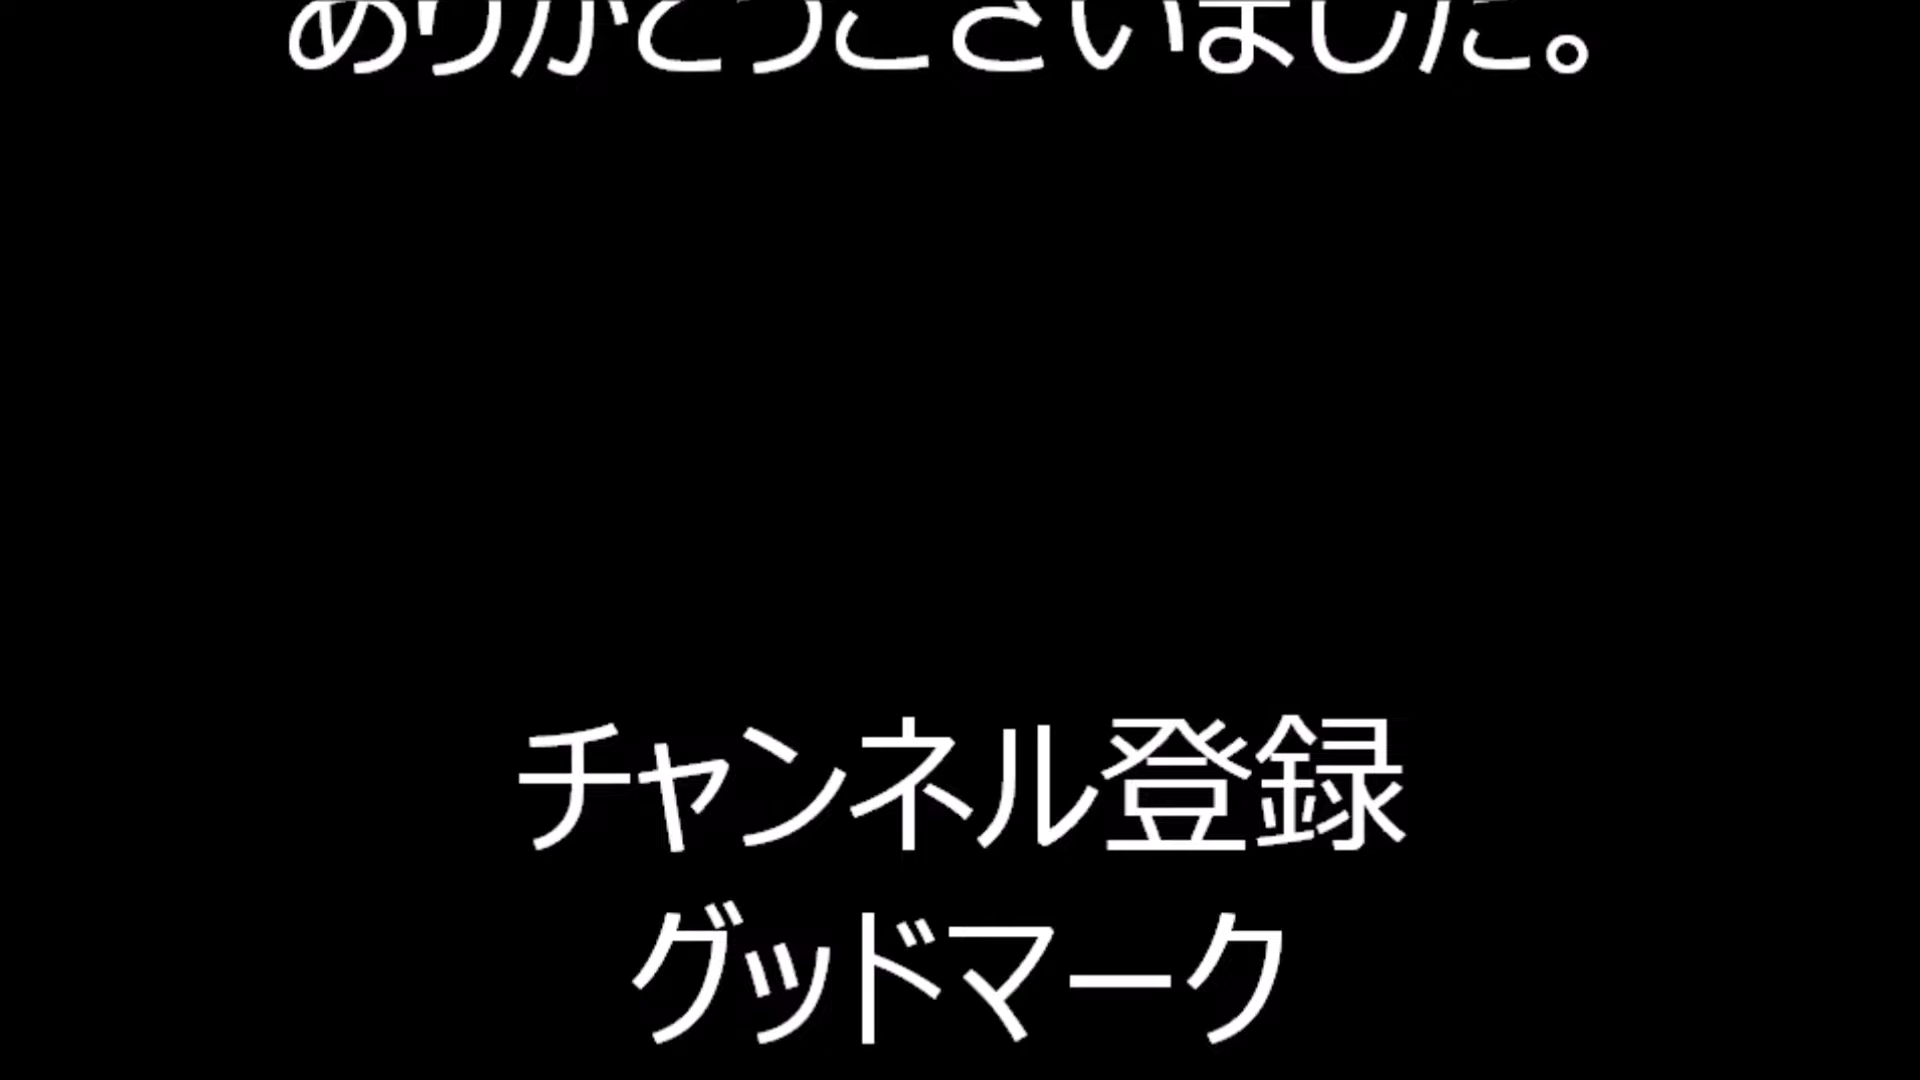 ありがとうございました。
チャンネル登録
グッドマーク